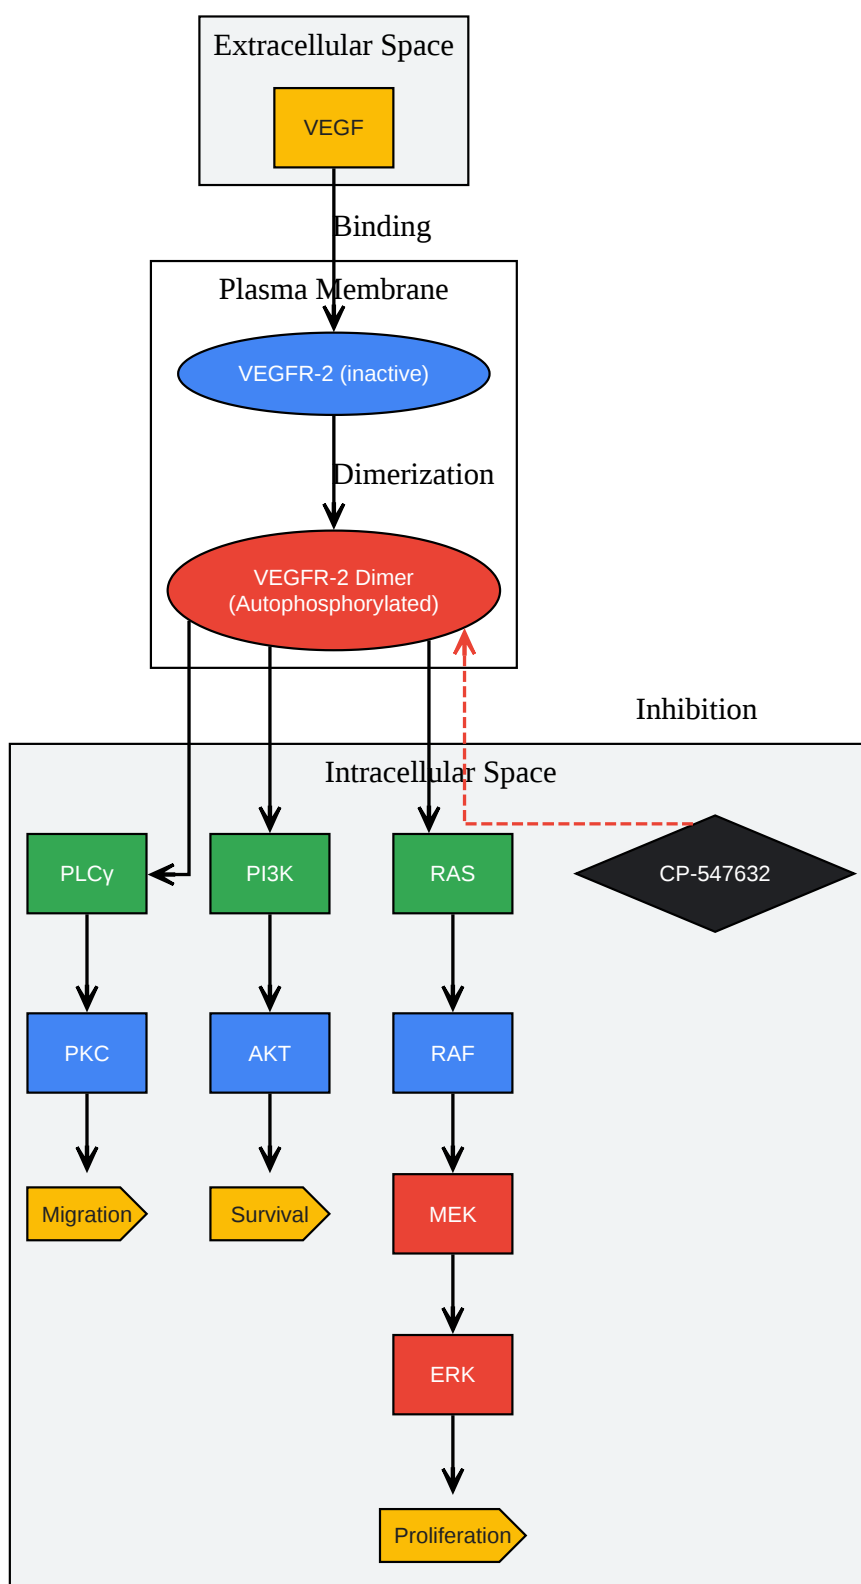 Extracellular Space
VEGF
Binding
Plasma Membrane
VEGFR-2 (inactive)
Dimerization
VEGFR-2 Dimer
(Autophosphorylated)
Inhibition
Intracellular Space
PLCγ
PI3K
RAS
CP-547632
PKC
AKT
RAF
Migration
Survival
MEK
ERK
Proliferation